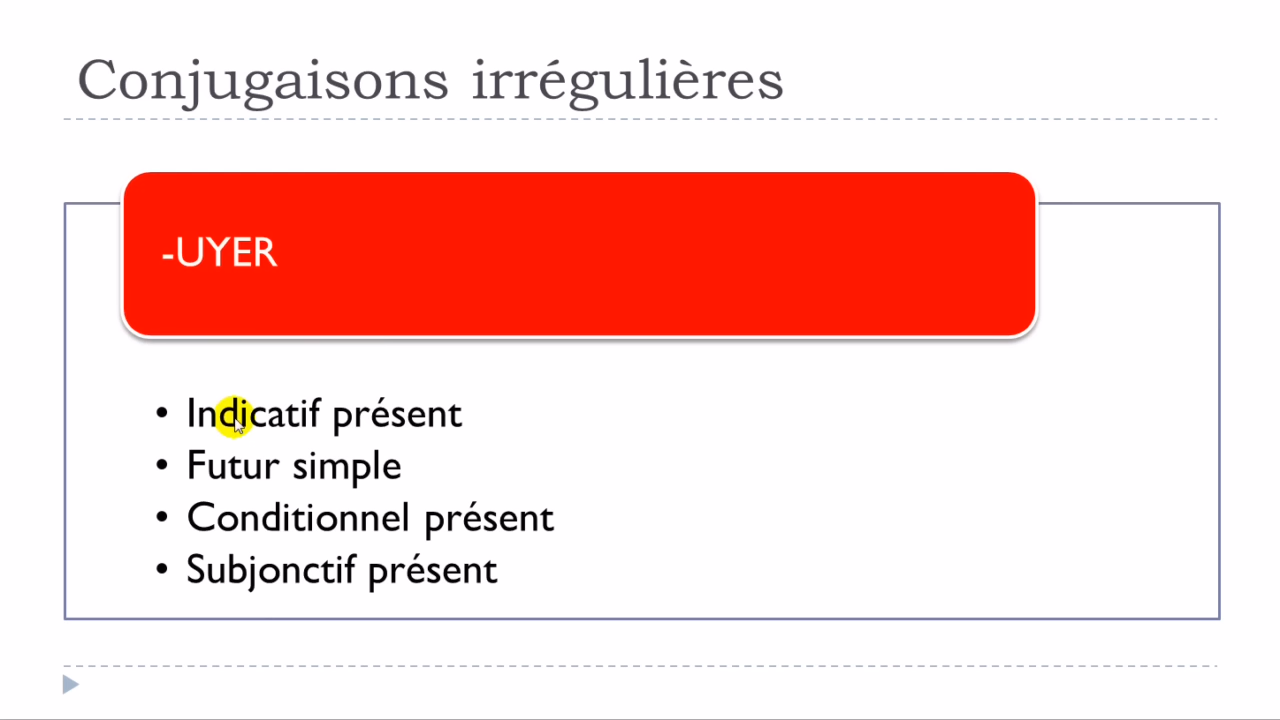 Conjugaisons irrégulières
-UYER
• Indicatif présent
• Futur simple
• Conditionnel présent
• Subjonctif présent